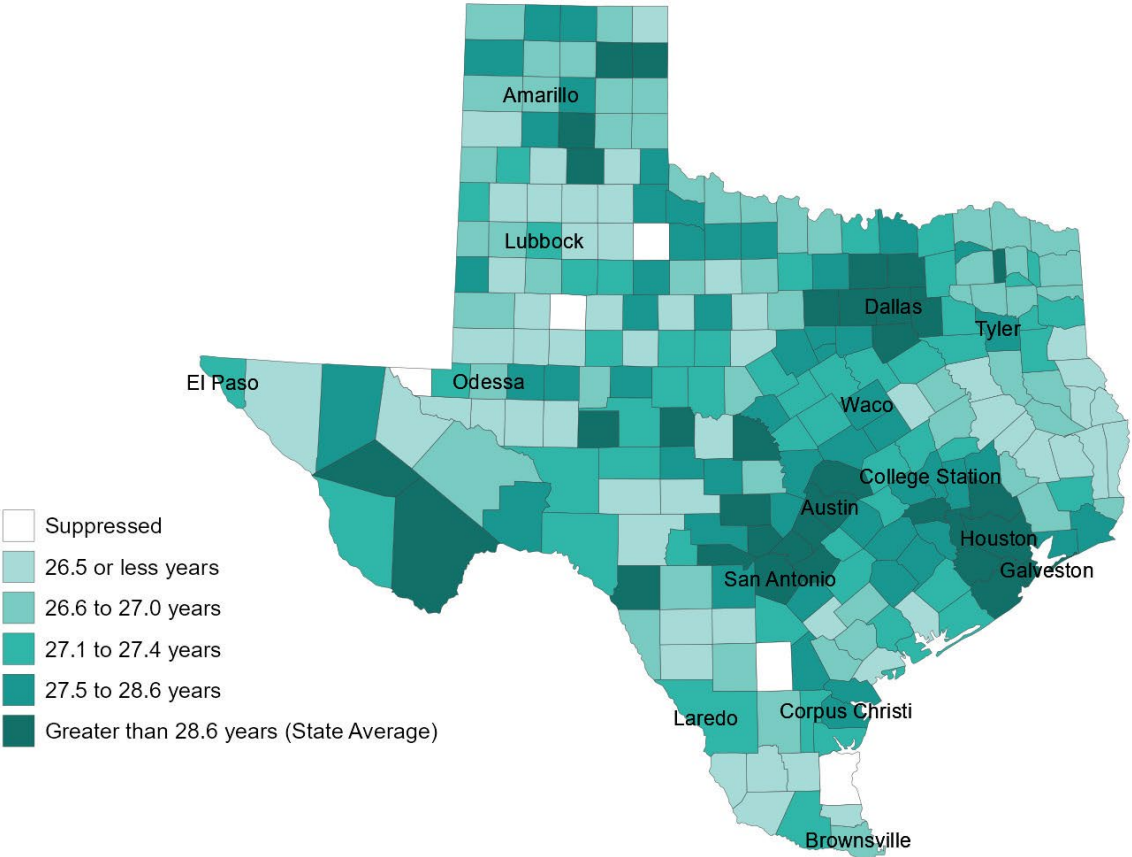 Amarillo
Lubbock
Dallas
Tyler
El Paso
Odessa
Waco
College Station
Austin
Houston
Galveston
San Antonio
Suppressed
26.5 or less years
26.6 to 27.0 years
27.1 to 27.4 years
27.5 to 28.6 years
Greater than 28.6 years (State Average)
Laredo
Corpus Christi
Brownsville